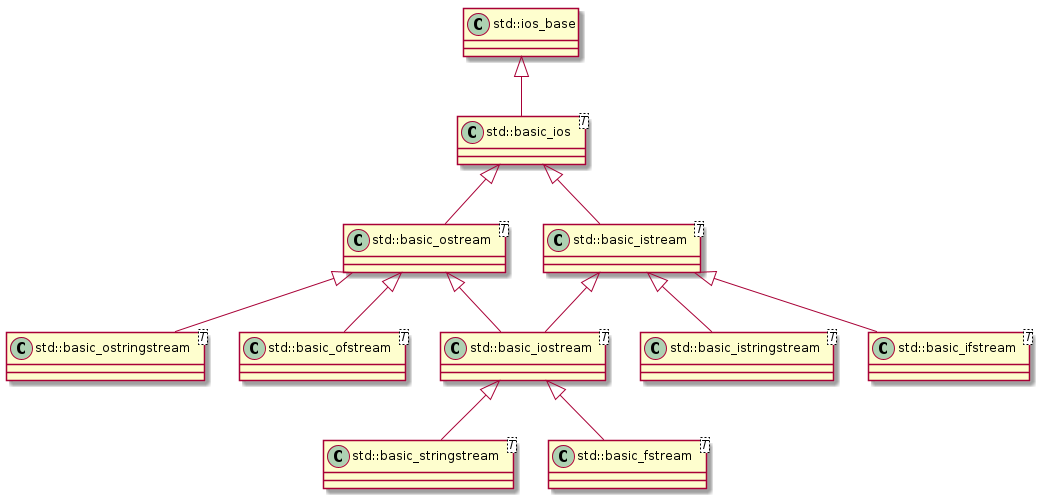 C std::ios_base
C std::basic_ios T
C std::basic_ostream T
C std::basic_istream T
C std::basic_ostringstream T
C std::basic_ofstream T
C std::basic_iostream T
C std::basic_istringstream T
C std::basic_ifstream T
C std::basic_stringstream T
C std::basic_fstream T